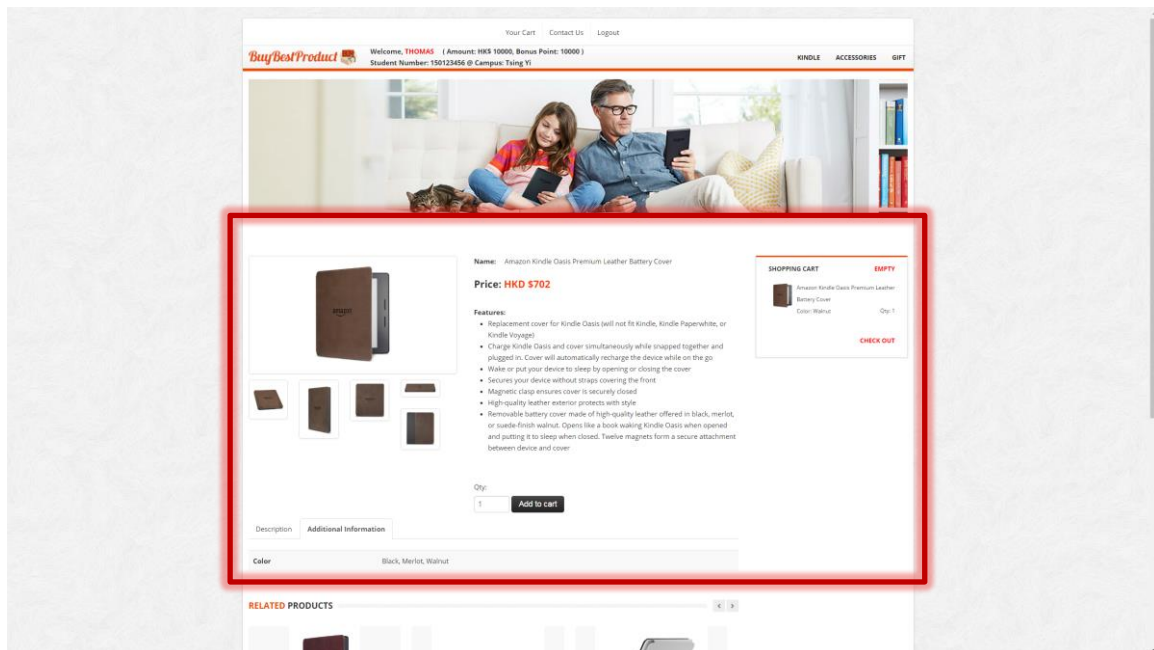 Your Cart Contact Us Logout
BuyBestProduct
Welcome, THOMAS ( Amount: HK$ 10000, Bonus Point: 10000 )
Student Number: 150123456 @ Campus: Tsing Yi
KINDLE ACCESSORIES GIFT
Name: Amazon Kindle Oasis Premium Leather Battery Cover
Price: HKD $702
Features:
• Replacement cover for Kindle Oasis (will not fit Kindle, Kindle Paperwhite, or
Kindle Voyage)
• Charge Kindle Oasis and cover simultaneously while snapped together and
plugged in. Cover will automatically recharge the device while on the go
• Wake or put your device to sleep by opening or closing the cover
• Secures your device without straps covering the front
• Magnetic clasp ensures cover is securely closed
• High-quality leather exterior protects with style
• Removable battery cover made of high-quality leather offered in black, merlot,
or suede-finish walnut. Opens like a book waking Kindle Oasis when opened
and putting it to sleep when closed. Twelve magnets form a secure attachment
between device and cover
Qty:
1 Add to cart
SHOPPING CART EMPTY
Amazon Kindle Oasis Premium Leather
Battery Cover
Color: Walnut Qty: 1
CHECK OUT
amazon
Description Additional Information
Color Black, Merlot, Walnut
RELATED PRODUCTS
< >